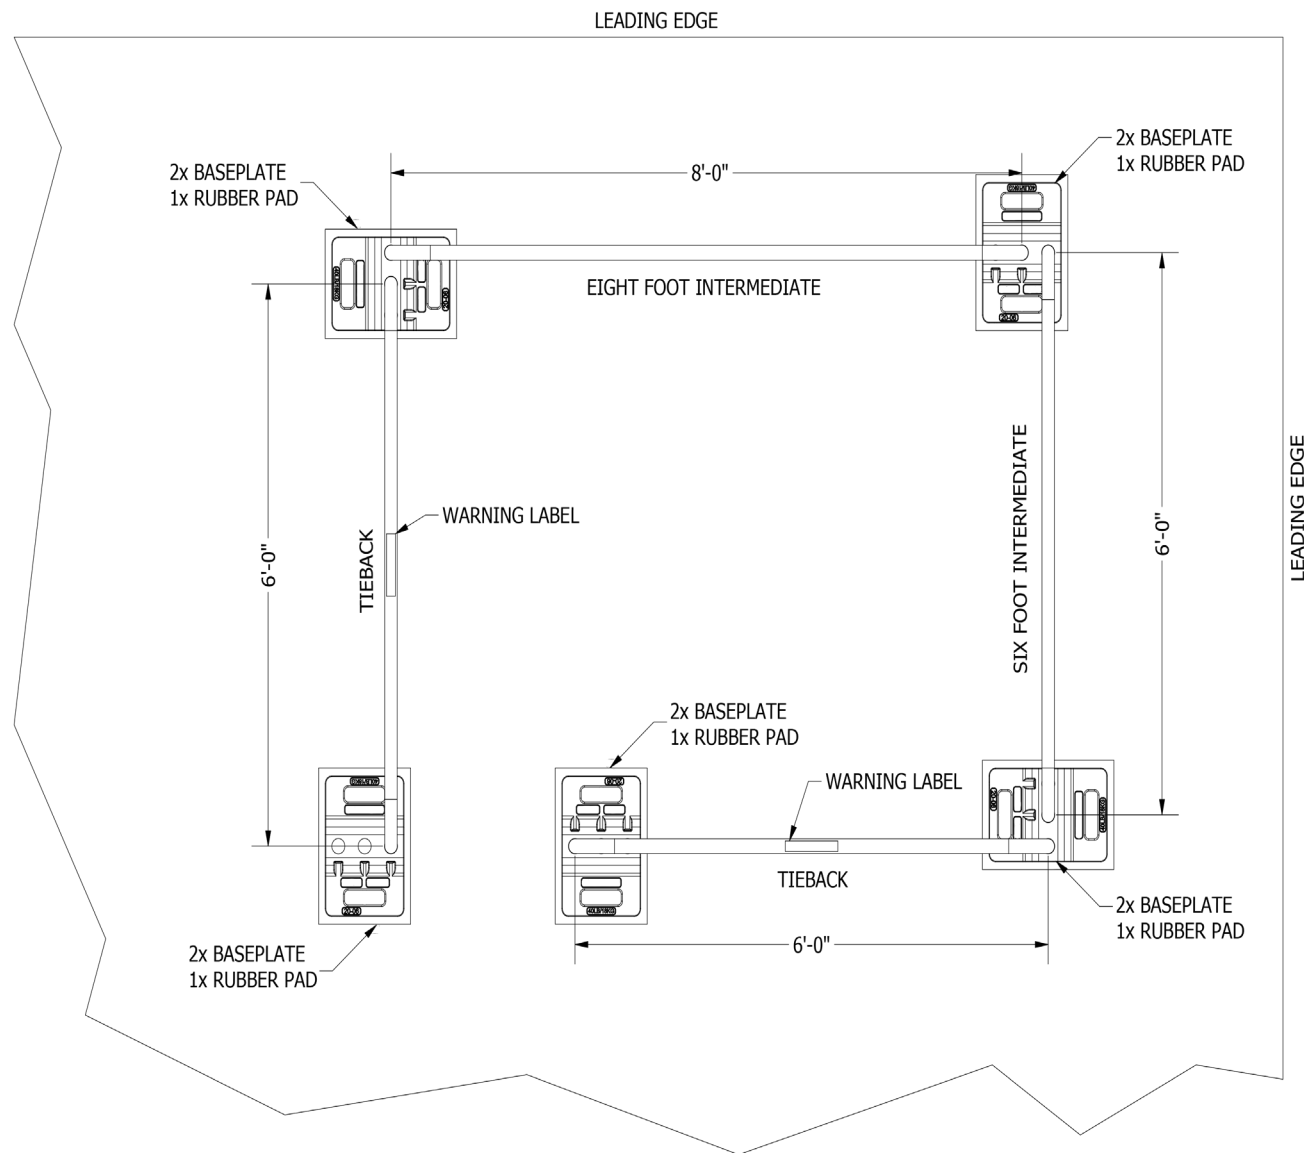 LEADING EDGE
2x BASEPLATE
1x RUBBER PAD
8'-0"
2x BASEPLATE
1x RUBBER PAD
EIGHT FOOT INTERMEDIATE
LEADING EDGE
SIX FOOT INTERMEDIATE
6'-0"
WARNING LABEL
TIEBACK
6'-0"
2x BASEPLATE
1x RUBBER PAD
WARNING LABEL
TIEBACK
40LB/18KG
2x BASEPLATE
1x RUBBER PAD
6'-0"
2x BASEPLATE
1x RUBBER PAD